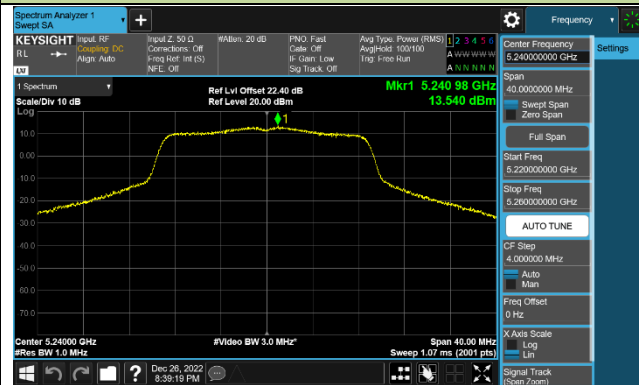 Spectrum Analyzer 1
Swept SA
Frequency
KEYSIGHT
Input: RF
Input Z: 50 Ω
#Atten: 20 dB
PNO: Fast
Avg Type: Power (RMS)
1 2 3 4 5 6
RL
Coupling: DC
Corrections: Off
Gate: Off
Avg|Hold: 100/100
A W W W W W
Align: Auto
Freq Ref: Int (S)
IF Gain: Low
Trig: Free Run
A N N N N N
LXI
NFE: Off
Sig Track: Off
1 Spectrum
Ref Lvl Offset 22.40 dB
Mkr1 5.240 98 GHz
Scale/Div 10 dB
Ref Level 20.00 dBm
13.540 dBm
Log
1
10.0
0.00
-10.0
-20.0
-30.0
-40.0
-50.0
-60.0
-70.0
Center 5.24000 GHz
#Video BW 3.0 MHz*
Span 40.00 MHz
#Res BW 1.0 MHz
Sweep 1.07 ms (2001 pts)
Dec 26, 2022
8:39:19 PM
Center Frequency
5.240000000 GHz
Settings
Span
40.0000000 MHz
Swept Span
Zero Span
Full Span
Start Freq
5.220000000 GHz
Stop Freq
5.260000000 GHz
AUTO TUNE
CF Step
4.000000 MHz
Auto
Man
Freq Offset
0 Hz
X Axis Scale
Log
Lin
Signal Track
(Span Zoom)